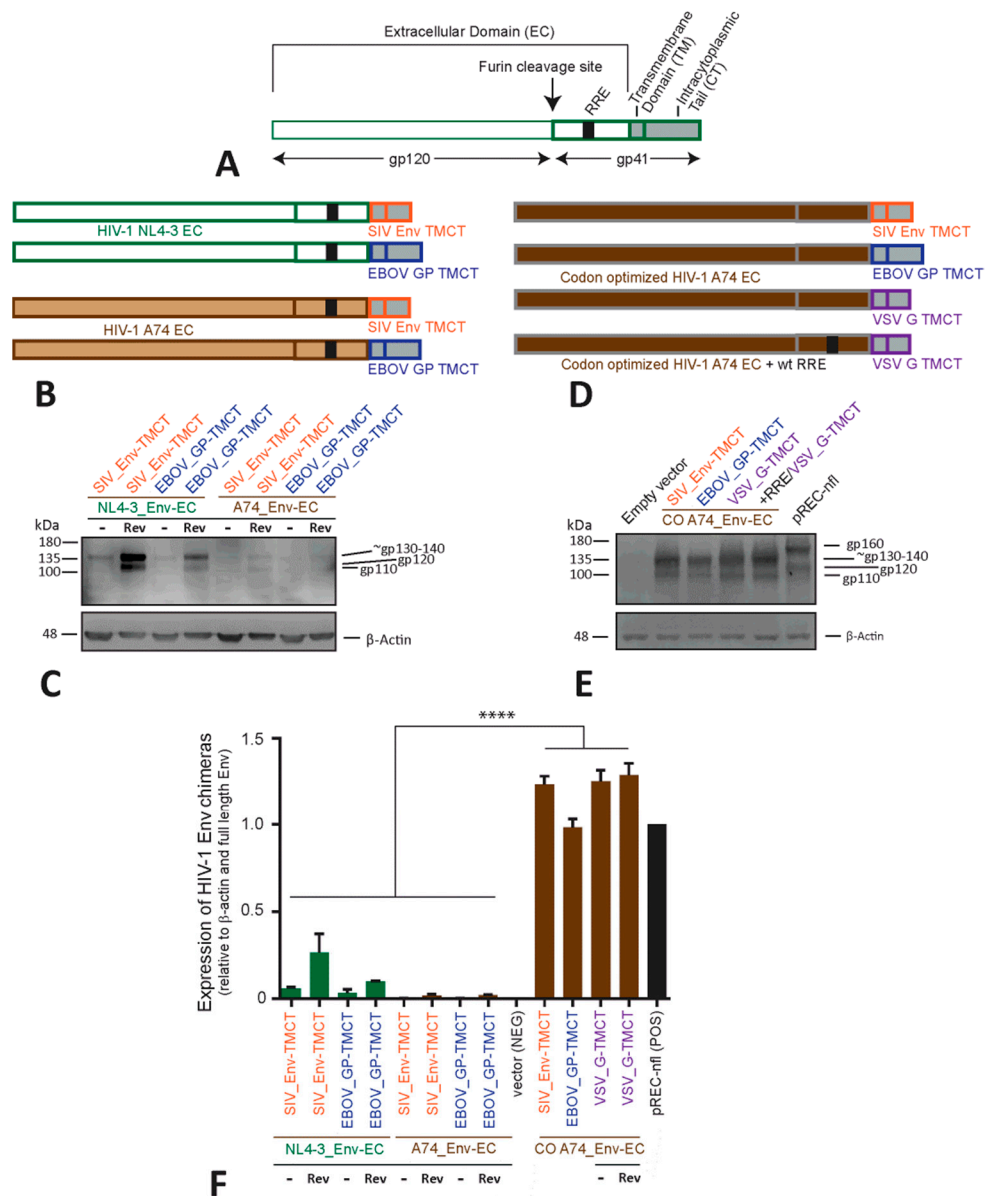 Extracellular Domain (EC)
Furin cleavage site
RRE
Transmembrane
Domain (TM)
Intracytoplasmic
Tail (CT)
gp120
gp41
A
HIV-1 NL4-3 EC
SIV Env TMCT
EBOV GP TMCT
HIV-1 A74 EC
SIV Env TMCT
EBOV GP TMCT
B
SIV Env TMCT
Codon optimized HIV-1 A74 EC
EBOV GP TMCT
VSV G TMCT
Codon optimized HIV-1 A74 EC + wt RRE
VSV G TMCT
D
SIV_Env-TMCT
SIV_Env-TMCT
EBOV_GP-TMCT
EBOV_GP-TMCT
SIV_Env-TMCT
SIV_Env-TMCT
EBOV_GP-TMCT
EBOV_GP-TMCT
NL4-3_Env-EC
A74_Env-EC
kDa
- Rev - Rev - Rev - Rev
180
135
100
~gp130-140
gp120
gp110
48
β-Actin
C
Empty vector
SIV_Env-TMCT
EBOV_GP-TMCT
VSV_G-TMCT
+RRE/VSV_G-TMCT
pREC-nfl
CO A74_Env-EC
kDa
180
135
100
gp160
~gp130-140
gp120
gp110
48
β-Actin
E
****
Expression of HIV-1 Env chimeras
(relative to β-actin and full length Env)
1.5
1.0
0.5
0
SIV_Env-TMCT
SIV_Env-TMCT
EBOV_GP-TMCT
EBOV_GP-TMCT
SIV_Env-TMCT
SIV_Env-TMCT
EBOV_GP-TMCT
EBOV_GP-TMCT
vector (NEG)
SIV_Env-TMCT
EBOV_GP-TMCT
VSV_G-TMCT
VSV_G-TMCT
pREC-nfl (POS)
NL4-3_Env-EC
A74_Env-EC
CO A74_Env-EC
- Rev - Rev - Rev - Rev - Rev
F